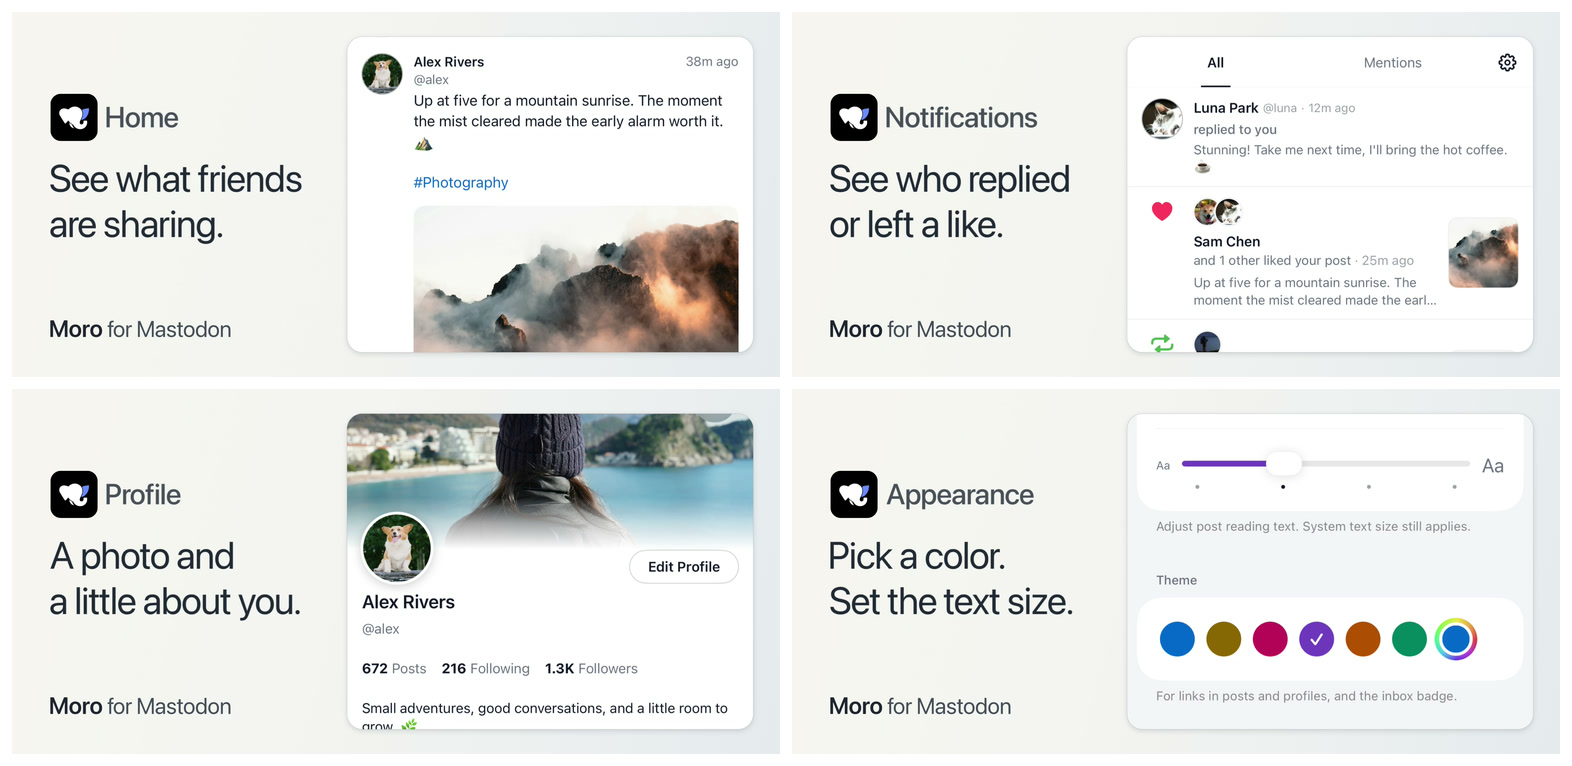 Home
See what friends
are sharing.
Moro for Mastodon
Alex Rivers
38m ago
@alex
Up at five for a mountain sunrise. The moment
the mist cleared made the early alarm worth it.
#Photography
Notifications
See who replied
or left a like.
Moro for Mastodon
All
Mentions
Luna Park @luna · 12m ago
replied to you
Stunning! Take me next time, I'll bring the hot coffee.
Sam Chen
and 1 other liked your post · 25m ago
Up at five for a mountain sunrise. The
moment the mist cleared made the earl...
Profile
A photo and
a little about you.
Moro for Mastodon
Edit Profile
Alex Rivers
@alex
672 Posts 216 Following 1.3K Followers
Small adventures, good conversations, and a little room to
grow.
Appearance
Pick a color.
Set the text size.
Moro for Mastodon
Aa
Aa
Adjust post reading text. System text size still applies.
Theme
For links in posts and profiles, and the inbox badge.